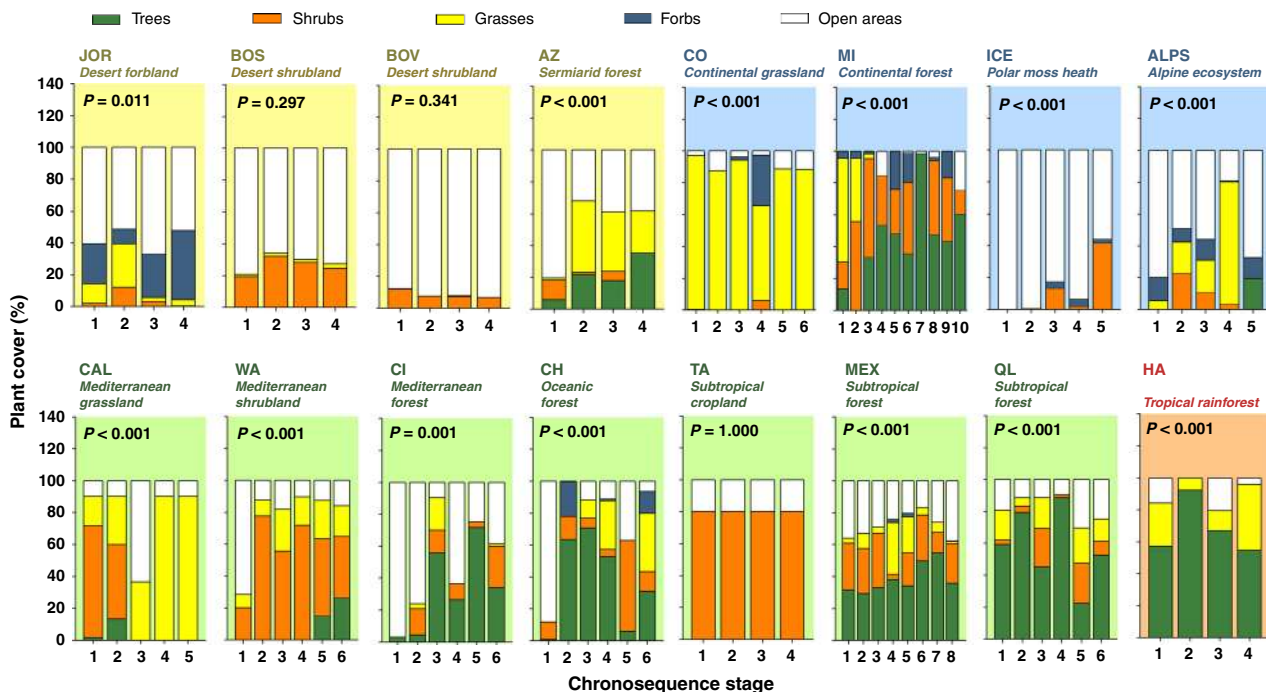 Trees Shrubs Grasses Forbs Open areas
JOR BOS BOV AZ CO MI ICE ALPS
Desert forbland Desert shrubland Desert shrubland Sermiarid forest Continental grassland Continental forest Polar moss heath Alpine ecosystem
140
120
100
80
60
40
20
0
P = 0.011 P = 0.297 P = 0.341 P < 0.001 P < 0.001 P < 0.001 P < 0.001 P < 0.001
1 2 3 4 1 2 3 4 1 2 3 4 1 2 3 4 1 2 3 4 5 6 1 2 3 4 5 6 7 8 9 10 1 2 3 4 5 1 2 3 4 5
Plant cover (%)
CAL WA CI CH TA MEX QL HA
Mediterranean Mediterranean Mediterranean Oceanic Subtropical Subtropical Subtropical
grassland shrubland forest forest cropland forest forest Tropical rainforest
140
120
100
80
60
40
20
0
P < 0.001 P < 0.001 P = 0.001 P < 0.001 P = 1.000 P < 0.001 P < 0.001 P < 0.001
1 2 3 4 5 1 2 3 4 5 6 1 2 3 4 5 6 1 2 3 4 5 6 1 2 3 4 1 2 3 4 5 6 7 8 1 2 3 4 5 6 1 2 3 4
Chronosequence stage